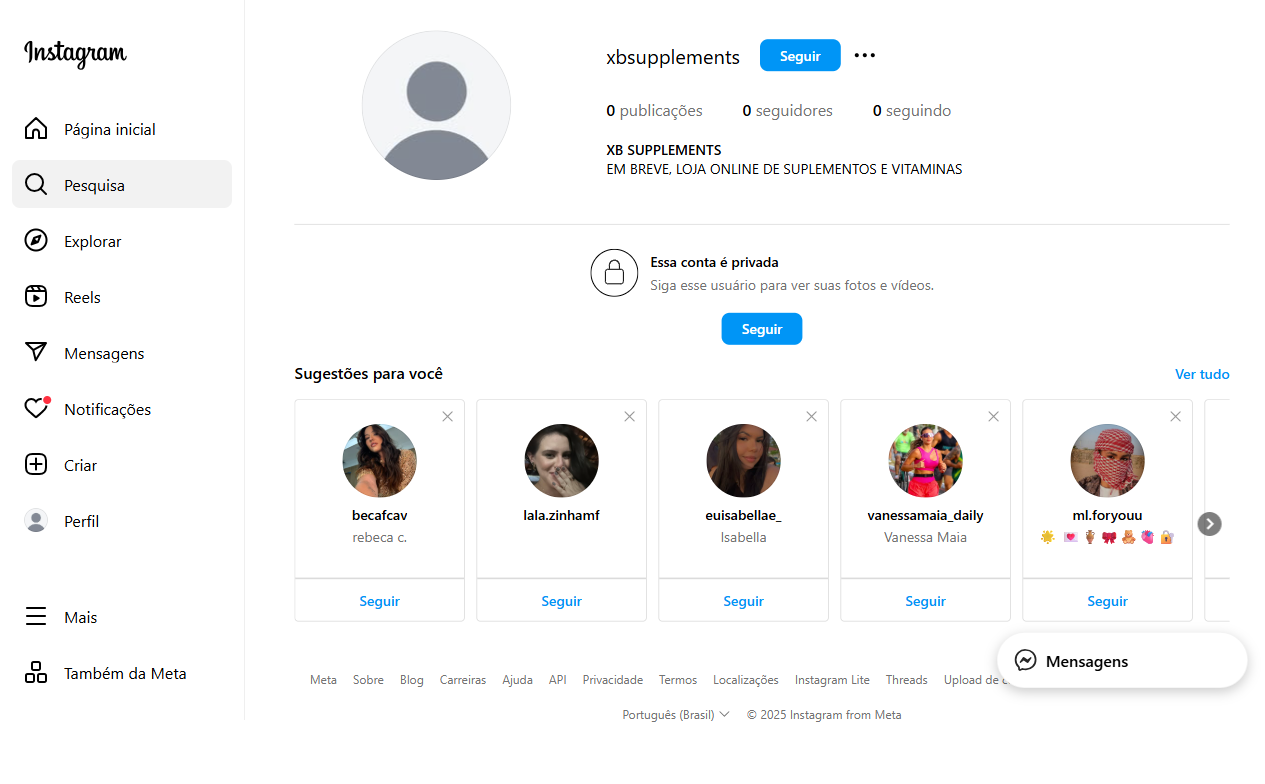 Instagram
Página inicial
Pesquisa
Explorar
Reels
Mensagens
Notificações
Criar
Perfil
Mais
Também da Meta
xbsupplements Seguir
0 publicações 0 seguidores 0 seguindo
XB SUPPLEMENTS
EM BREVE, LOJA ONLINE DE SUPLEMENTOS E VITAMINAS
Essa conta é privada
Siga esse usuário para ver suas fotos e vídeos.
Seguir
Sugestões para você Ver tudo
becafcav lala.zinhamf euisabellae_ vanessamaia_daily ml.foryouu
rebeca c. Isabella Vanessa Maia
Seguir Seguir Seguir Seguir Seguir
Mensagens
Meta Sobre Blog Carreiras Ajuda API Privacidade Termos Localizações Instagram Lite Threads Upload de
Português (Brasil) © 2025 Instagram from Meta